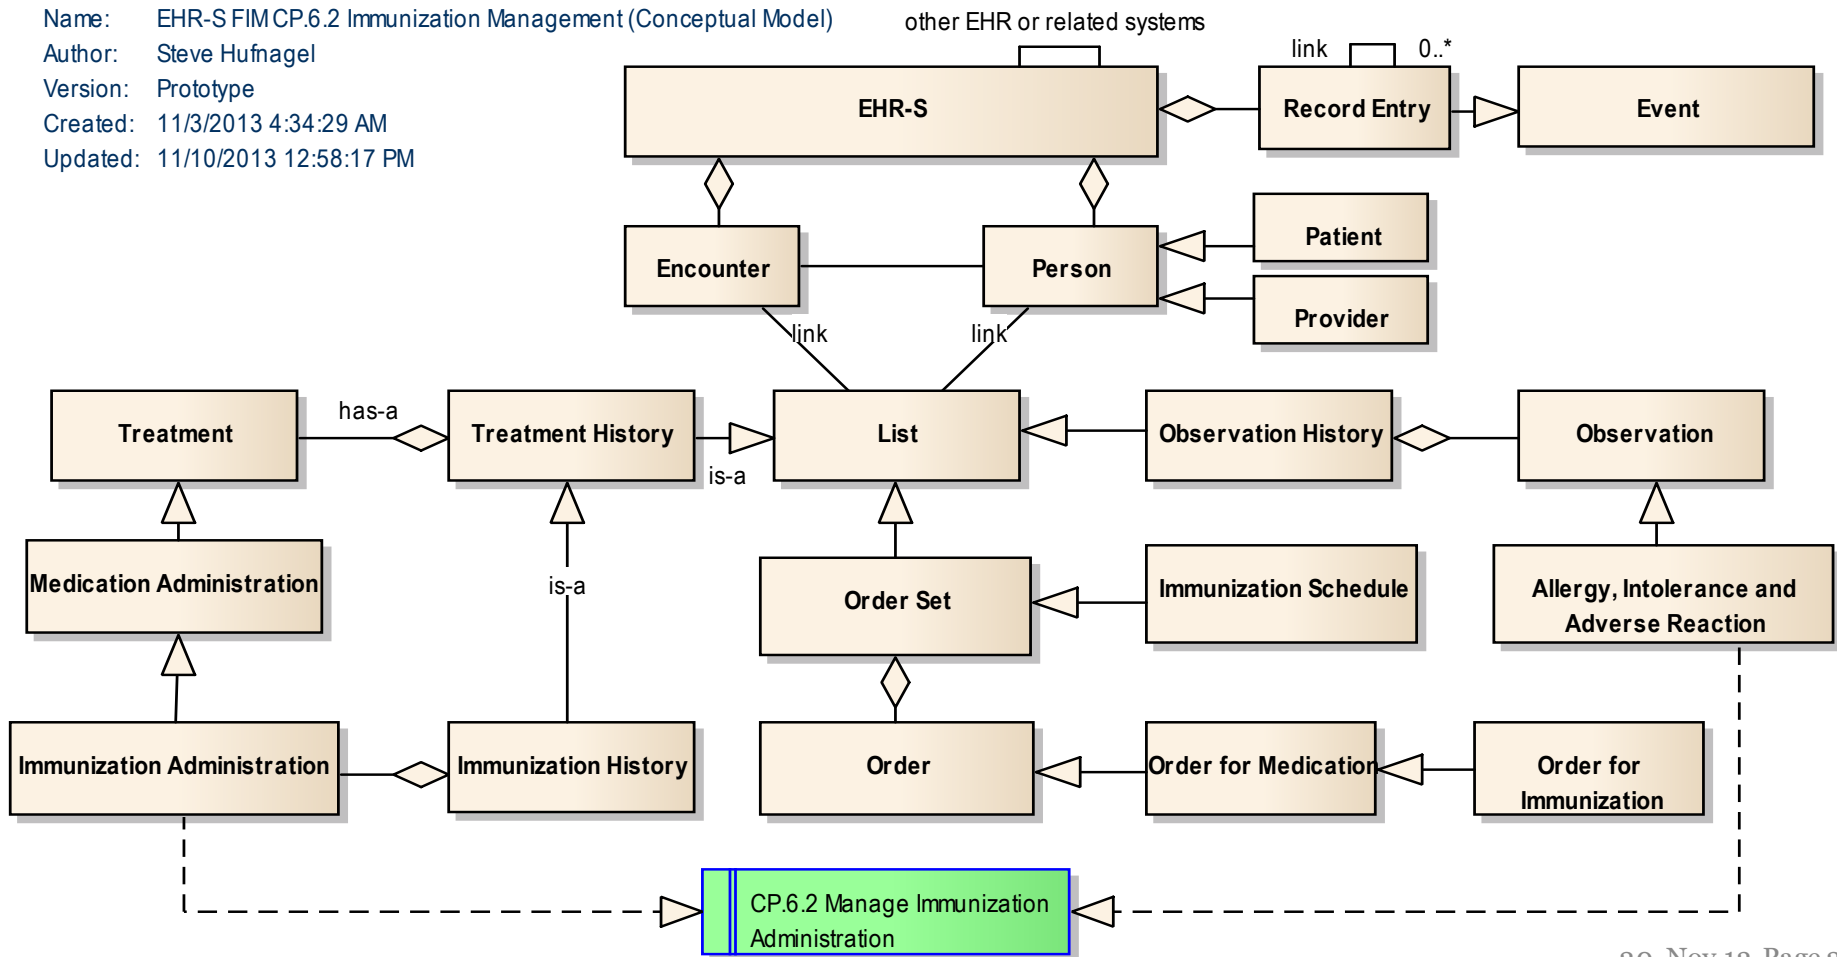 Name: EHR-S FIM CP.6.2 Immunization Management (Conceptual Model)
Author: Steve Hufnagel
Version: Prototype
Created: 11/3/2013 4:34:29 AM
Updated: 11/10/2013 12:58:17 PM
other EHR or related systems
link 0..*
EHR-S
Record Entry
Event
Patient
Encounter
Person
Provider
link
link
has-a
Treatment
Treatment History
is-a
List
Observation History
Observation
Medication Administration
is-a
Order Set
Immunization Schedule
Allergy, Intolerance and
Adverse Reaction
Immunization Administration
Immunization History
Order
Order for Medication
Order for
Immunization
CP.6.2 Manage Immunization
Administration
Page